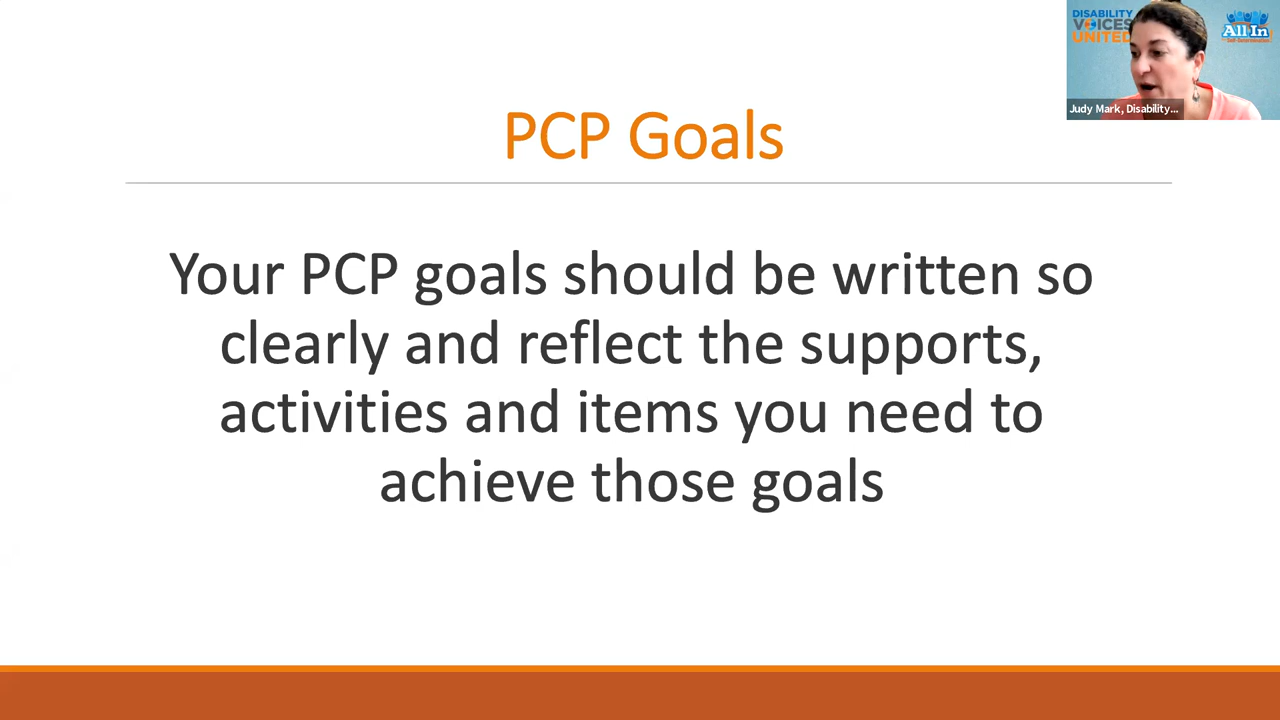 DISABILITY
VOICES
UNITED
All In
Judy Mark, Disability...
PCP Goals
Your PCP goals should be written so
clearly and reflect the supports,
activities and items you need to
achieve those goals